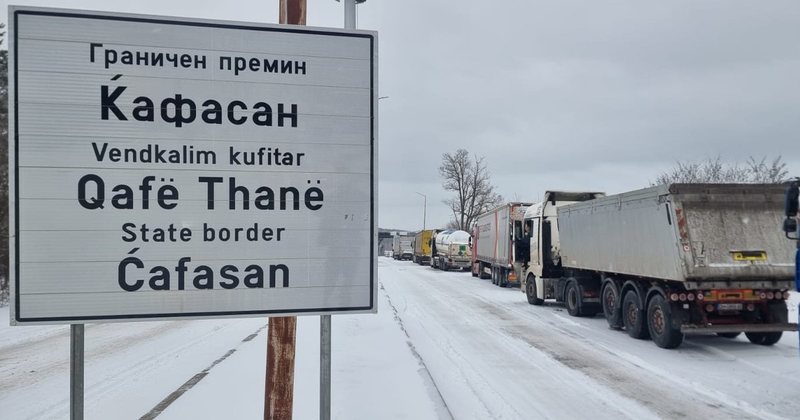 Граничен премин
Ќафасан
Vendkalim kufitar
Qafë Thanë
State border
Ćafasan